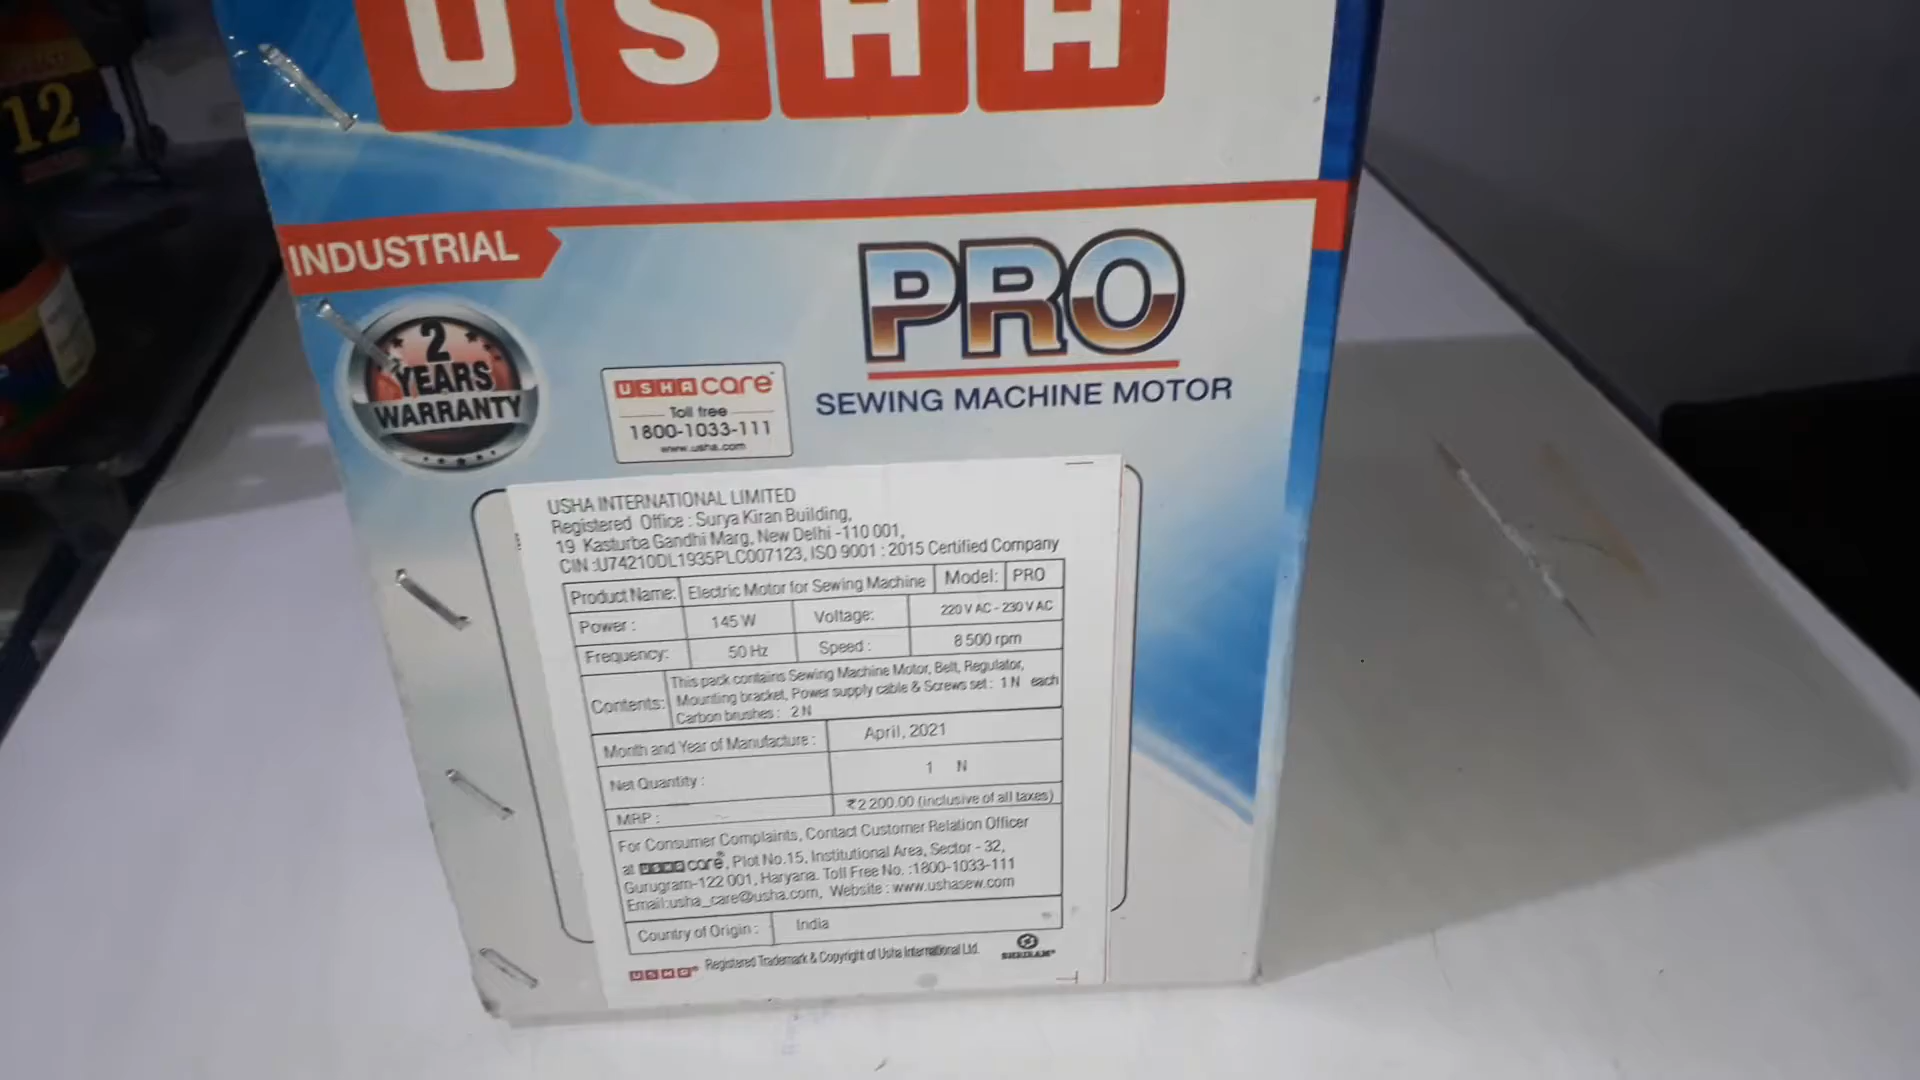 USHA
12
INDUSTRIAL
PRO
SEWING MACHINE MOTOR
2
YEARS
WARRANTY
USHA care
Toll free
1800-1033-111
www.usha.com
USHA INTERNATIONAL LIMITED
Registered Office : Surya Kiran Building,
19 Kasturba Gandhi Marg, New Delhi -110 001,
CIN :U74210DL1935PLC007123, ISO 9001 : 2015 Certified Company
Product Name: Electric Motor for Sewing Machine Model: PRO
Power : 145 W Voltage: 220 V AC - 230 V AC
Frequency: 50 Hz Speed : 8 500 rpm
Contents: This pack contains Sewing Machine Motor, Belt, Regulator,
Mounting bracket, Power supply cable & Screws set : 1 N each
Carbon brushes : 2 N
Month and Year of Manufacture : April, 2021
Net Quantity : 1 N
MRP : ₹2 200.00 (inclusive of all taxes)
For Consumer Complaints, Contact Customer Relation Officer
at USHA care, Plot No.15, Institutional Area, Sector - 32,
Gurugram-122 001, Haryana. Toll Free No. :1800-1033-111
Email:usha_care@usha.com, Website : www.ushasew.com
Country of Origin : India
USHA® Registered Trademark & Copyright of Usha International Ltd. SHRIRAM